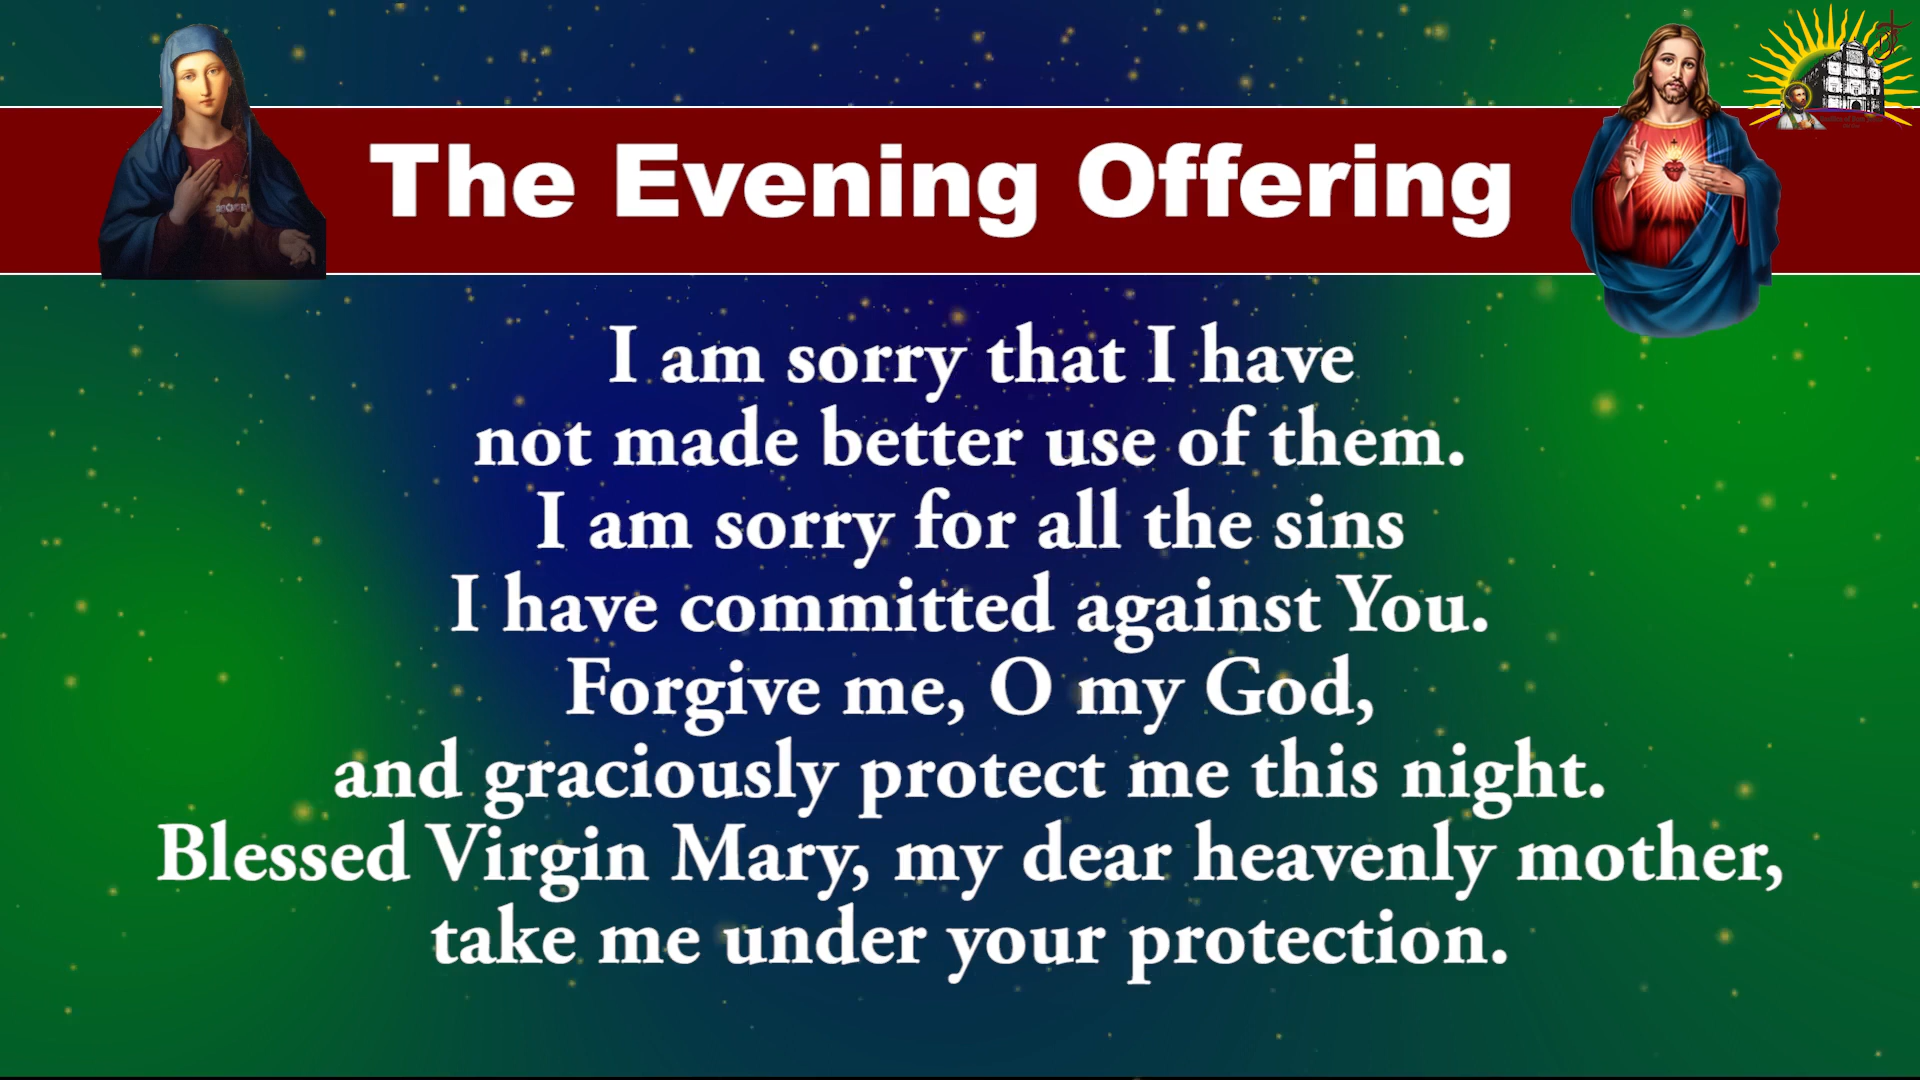 The Evening Offering
I am sorry that I have
not made better use of them.
I am sorry for all the sins
I have committed against You.
Forgive me, O my God,
and graciously protect me this night.
Blessed Virgin Mary, my dear heavenly mother,
take me under your protection.